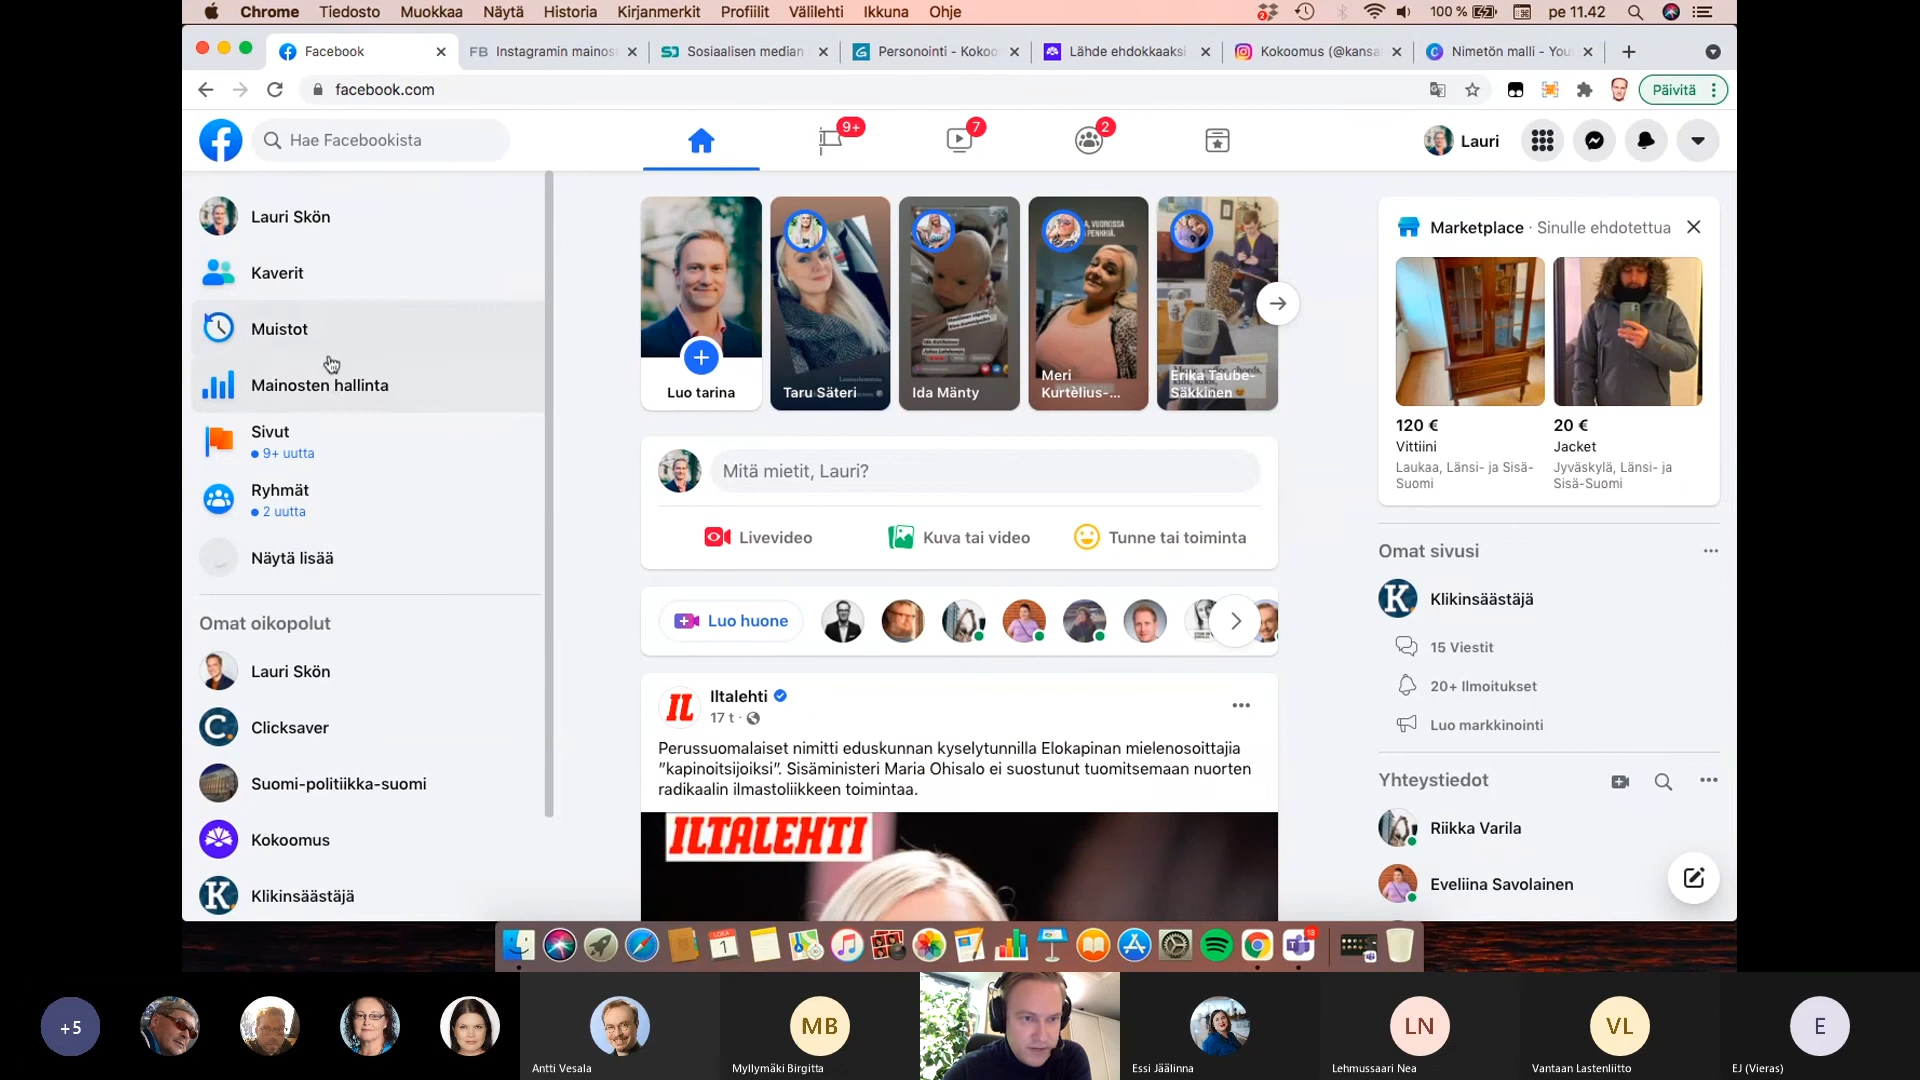 Chrome Tiedosto Muokkaa Näytä Historia Kirjanmerkit Profiilit Välilehti Ikkuna Ohje
2 100 % pe 11.42
Facebook
FB Instagramin mainos
Sosiaalisen median
Personointi - Kokoo
Lähde ehdokkaaksi
Kokoomus (@kansa
Nimetön malli - You
facebook.com
Päivitä
Hae Facebookista
9+
7
2
Lauri
Lauri Skön
Kaverit
Muistot
Mainosten hallinta
Sivut
9+ uutta
Ryhmät
2 uutta
Näytä lisää
Omat oikopolut
Lauri Skön
Clicksaver
Suomi-politiikka-suomi
Kokoomus
Klikinsäästäjä
Luo tarina
Taru Säteri
Ida Mänty
Meri
Kurtèlius-...
Erika Taube-
Säkkinen
Mitä mietit, Lauri?
Livevideo
Kuva tai video
Tunne tai toiminta
Luo huone
IL
Iltalehti
17 t ·
Perussuomalaiset nimitti eduskunnan kyselytunnilla Elokapinan mielenosoittajia
"kapinoitsijoiksi". Sisäministeri Maria Ohisalo ei suostunut tuomitsemaan nuorten
radikaalin ilmastoliikkeen toimintaa.
ILTALEHTI
Marketplace · Sinulle ehdotettua
120 €
Vittiini
Laukaa, Länsi- ja Sisä-
Suomi
20 €
Jacket
Jyväskylä, Länsi- ja
Sisä-Suomi
Omat sivusi
Klikinsäästäjä
15 Viestit
20+ Ilmoitukset
Luo markkinointi
Yhteystiedot
Riikka Varila
Eveliina Savolainen
LOKA
1
13
+5
Antti Vesala
MB
Myllymäki Birgitta
Essi Jäälinna
LN
Lehmussaari Nea
VL
Vantaan Lastenliitto
E
EJ (Vieras)